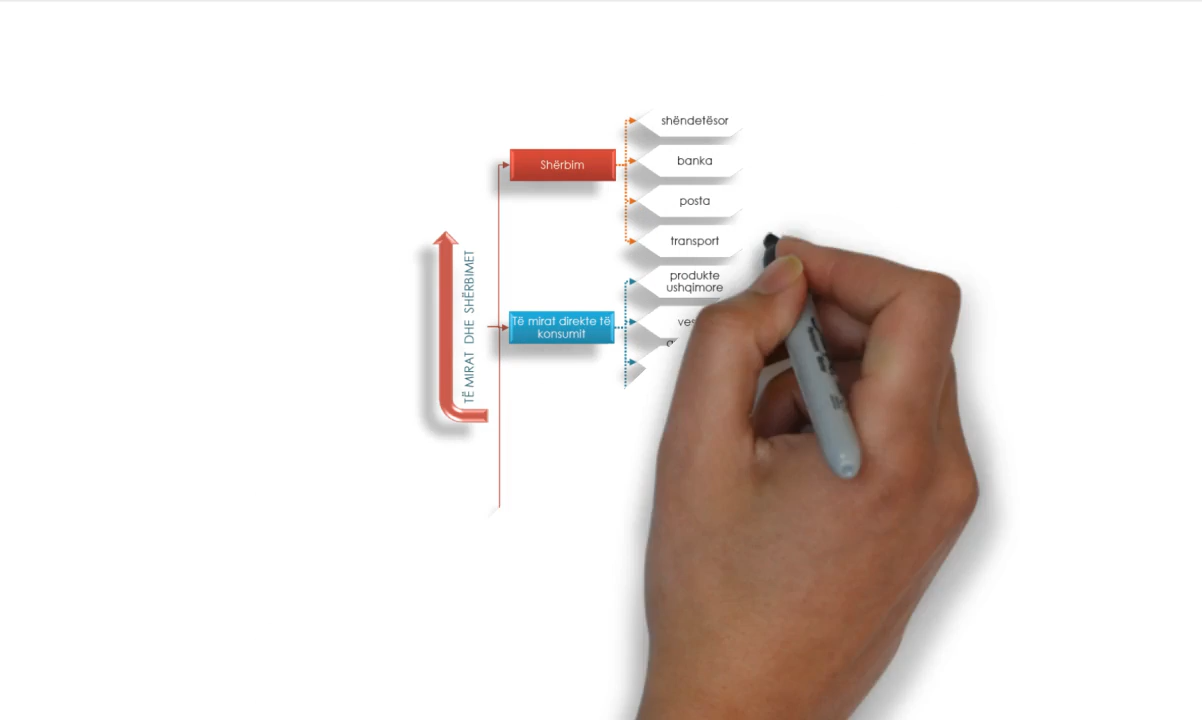 shëndetësor
banka
posta
transport
Shërbim
produkte
ushqimore
Të mirat direkte të
konsumit
TË MIRAT DHE SHËRBIMET